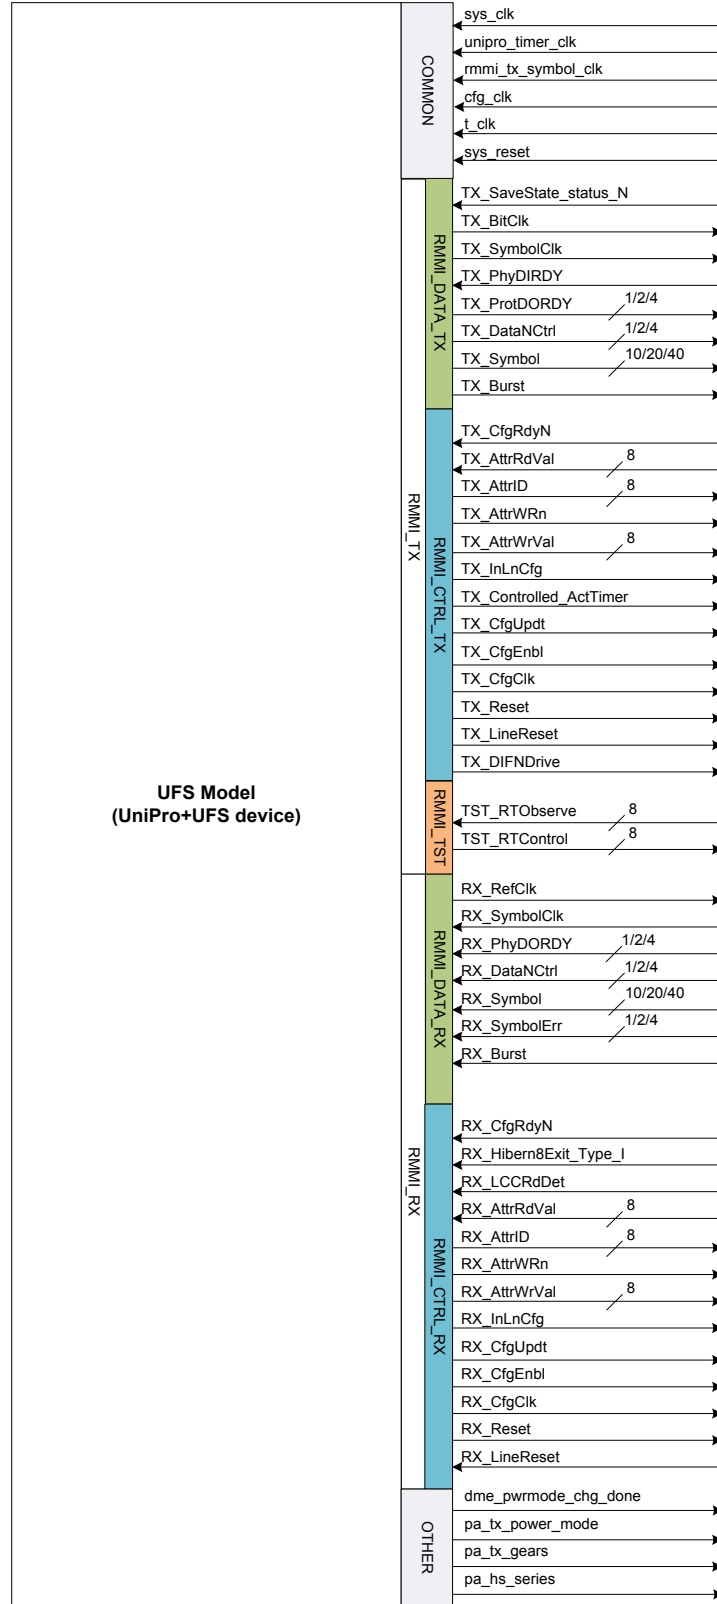 sys_clk
unipro_timer_clk
rmmi_tx_symbol_clk
cfg_clk
t_clk
sys_reset
COMMON
TX_SaveState_status_N
TX_BitClk
TX_SymbolClk
TX_PhyDIRDY
TX_ProtDORDY 1/2/4
TX_DataNCtrl 1/2/4
TX_Symbol 10/20/40
TX_Burst
RMMI_DATA_TX
TX_CfgRdyN
TX_AttrRdVal 8
TX_AttrID 8
TX_AttrWRn
TX_AttrWrVal 8
TX_InLnCfg
TX_Controlled_ActTimer
TX_CfgUpdt
TX_CfgEnbl
TX_CfgClk
TX_Reset
TX_LineReset
TX_DIFNDrive
RMMI_TX
RMMI_CTRL_TX
UFS Model
(UniPro+UFS device)
TST_RTObserve 8
TST_RTControl 8
RMMI_TST
RX_RefClk
RX_SymbolClk
RX_PhyDORDY 1/2/4
RX_DataNCtrl 1/2/4
RX_Symbol 10/20/40
RX_SymbolErr 1/2/4
RX_Burst
RMMI_DATA_RX
RX_CfgRdyN
RX_Hibern8Exit_Type_I
RX_LCCRdDet
RX_AttrRdVal 8
RX_AttrID 8
RX_AttrWRn
RX_AttrWrVal 8
RX_InLnCfg
RX_CfgUpdt
RX_CfgEnbl
RX_CfgClk
RX_Reset
RX_LineReset
RMMI_RX
RMMI_CTRL_RX
dme_pwrmode_chg_done
pa_tx_power_mode
pa_tx_gears
pa_hs_series
OTHER